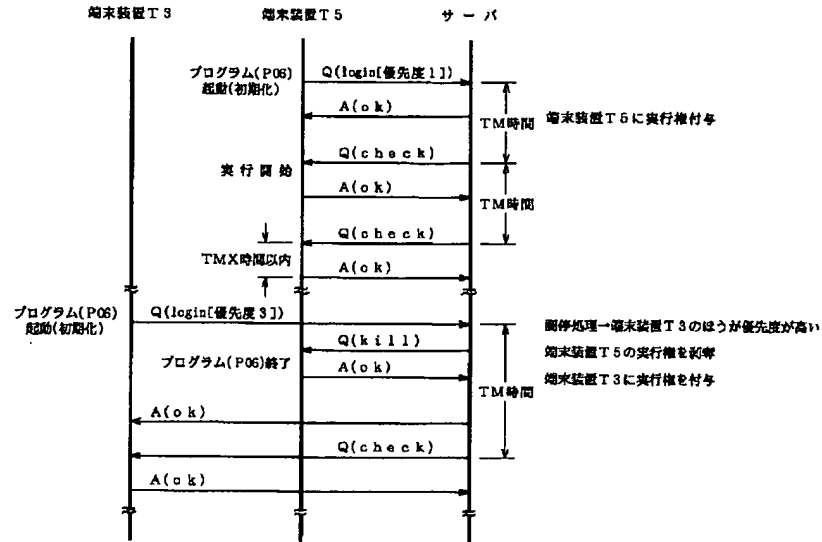 端末装置T3
端末装置T5
サーバ
プログラム(P06)
起動(初期化)
Q(login[優先度1])
A(ok)
TM時間
端末装置T5に実行権付与
Q(check)
実行開始
A(ok)
TM時間
Q(check)
TMX時間以内
A(ok)
プログラム(P06)
起動(初期化)
Q(login[優先度3])
調停処理→端末装置T3のほうが優先度が高い
Q(kill)
端末装置T5の実行権を剥奪
プログラム(P06)終了
A(ok)
端末装置T3に実行権を付与
TM時間
A(ok)
Q(check)
A(ok)